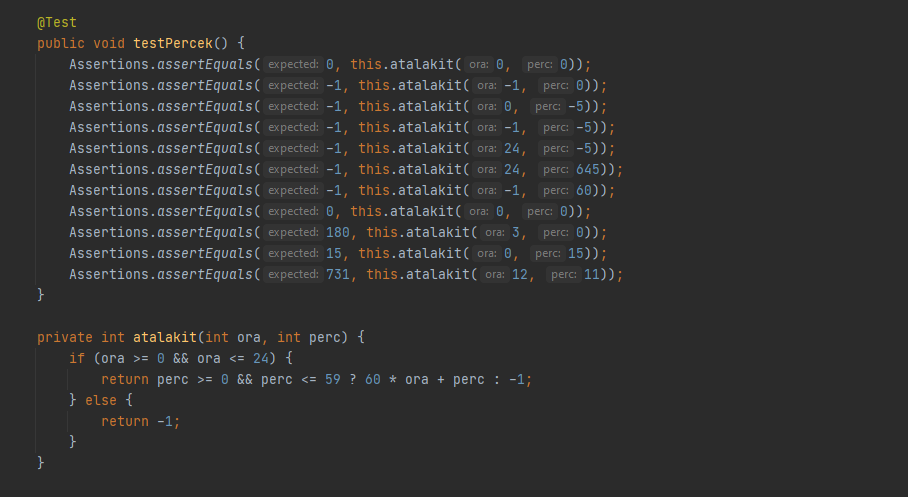 @Test
public void testPercek() {
Assertions.assertEquals( expected: 0, this.atalakit( ora: 0, perc: 0));
Assertions.assertEquals( expected: -1, this.atalakit( ora: -1, perc: 0));
Assertions.assertEquals( expected: -1, this.atalakit( ora: 0, perc: -5));
Assertions.assertEquals( expected: -1, this.atalakit( ora: -1, perc: -5));
Assertions.assertEquals( expected: -1, this.atalakit( ora: 24, perc: -5));
Assertions.assertEquals( expected: -1, this.atalakit( ora: 24, perc: 645));
Assertions.assertEquals( expected: -1, this.atalakit( ora: -1, perc: 60));
Assertions.assertEquals( expected: 0, this.atalakit( ora: 0, perc: 0));
Assertions.assertEquals( expected: 180, this.atalakit( ora: 3, perc: 0));
Assertions.assertEquals( expected: 15, this.atalakit( ora: 0, perc: 15));
Assertions.assertEquals( expected: 731, this.atalakit( ora: 12, perc: 11));
}
private int atalakit(int ora, int perc) {
if (ora >= 0 && ora <= 24) {
return perc >= 0 && perc <= 59 ? 60 * ora + perc : -1;
} else {
return -1;
}
}